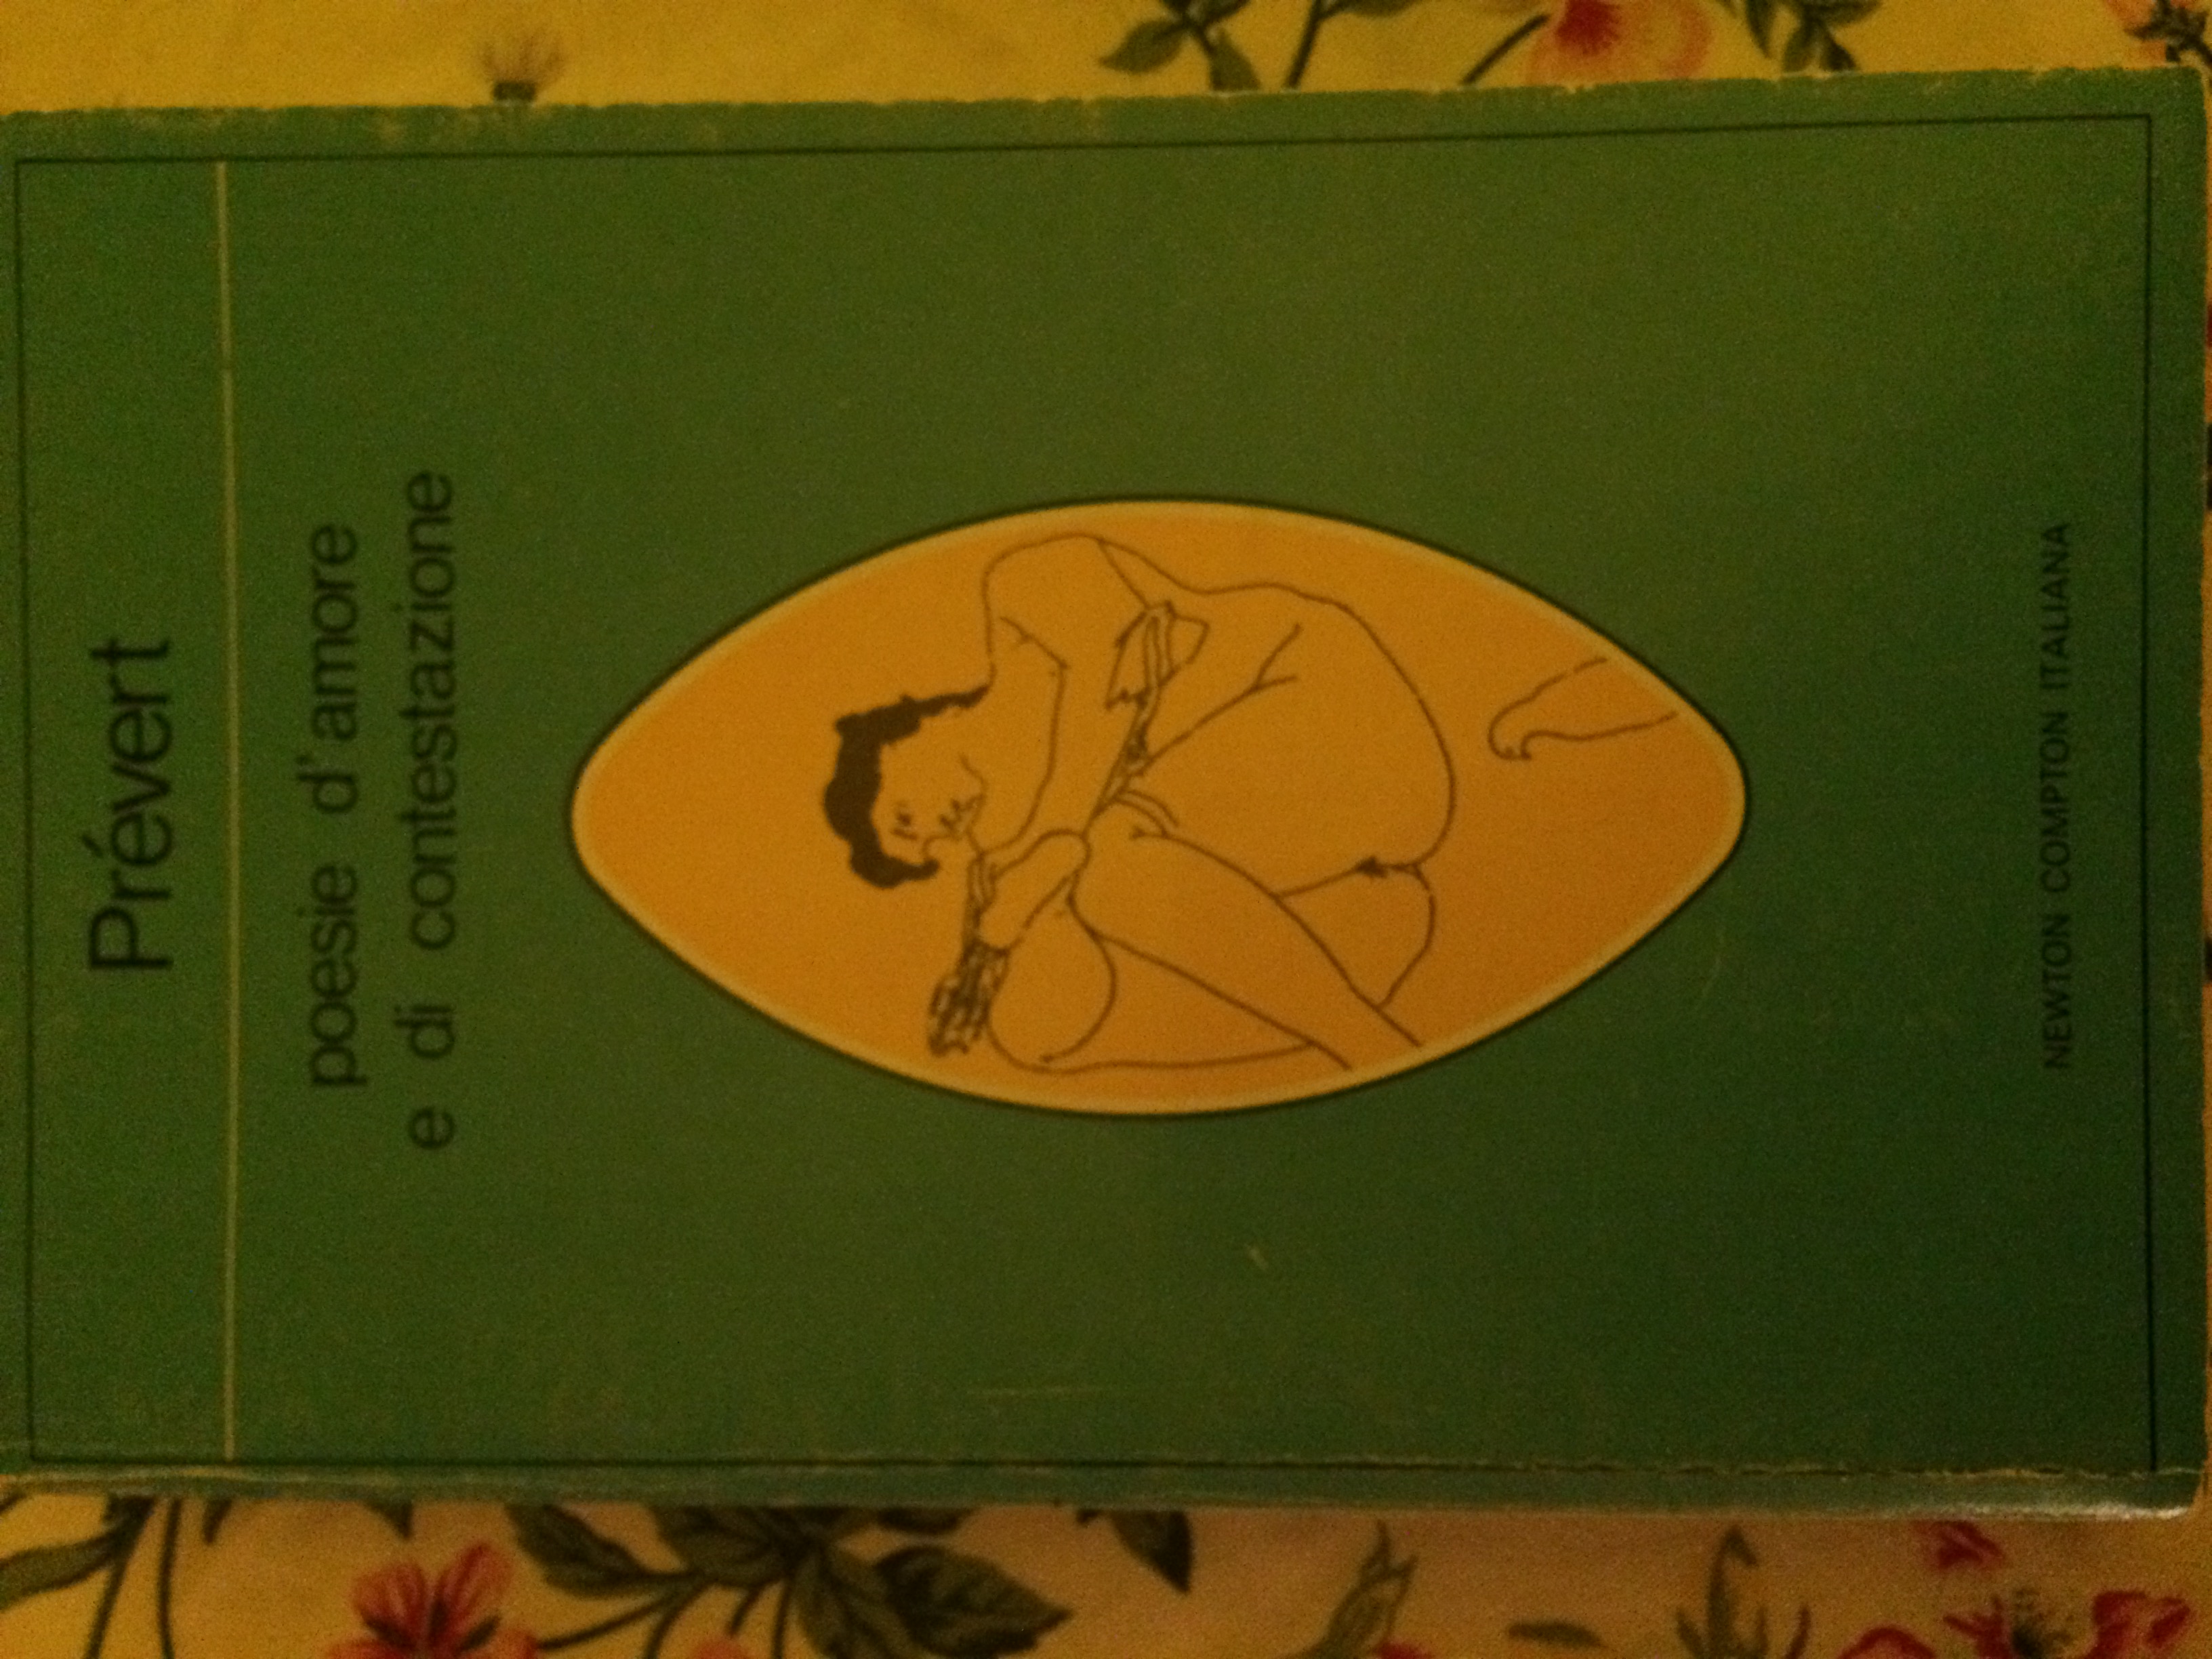 Prévert
poesie d'amore
e di contestazione
NEWTON COMPTON ITALIANA